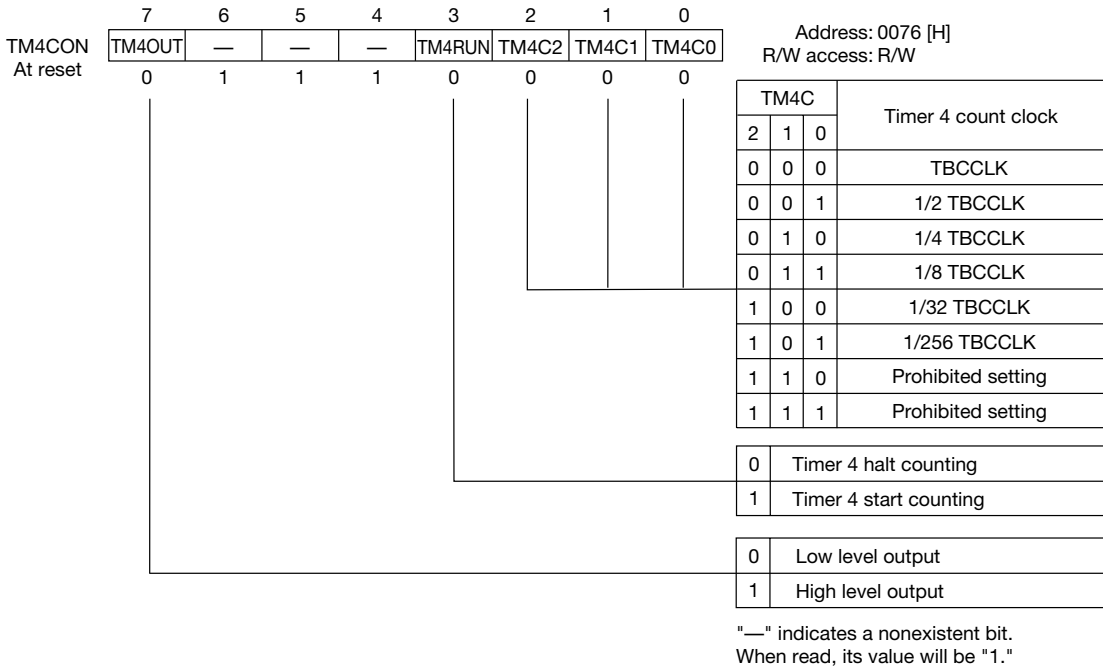 7 6 5 4 3 2 1 0
Address: 0076 [H]
TM4CON TM4OUT — — — TM4RUN TM4C2 TM4C1 TM4C0
R/W access: R/W
At reset 0 1 1 1 0 0 0 0
TM4C Timer 4 count clock
2 1 0
0 0 0 TBCCLK
0 0 1 1/2 TBCCLK
0 1 0 1/4 TBCCLK
0 1 1 1/8 TBCCLK
1 0 0 1/32 TBCCLK
1 0 1 1/256 TBCCLK
1 1 0 Prohibited setting
1 1 1 Prohibited setting
0 Timer 4 halt counting
1 Timer 4 start counting
0 Low level output
1 High level output
"—" indicates a nonexistent bit.
When read, its value will be "1."